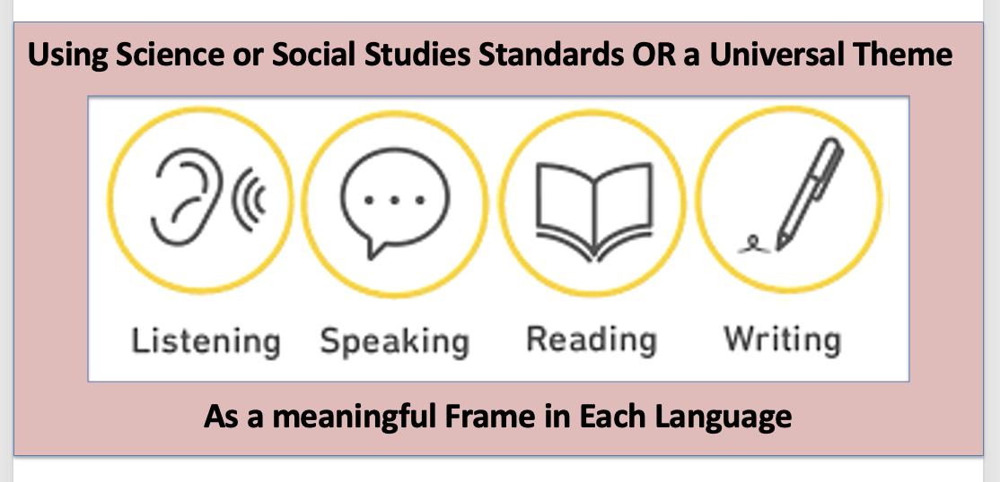 Using Science or Social Studies Standards OR a Universal Theme
Listening Speaking Reading Writing
As a meaningful Frame in Each Language